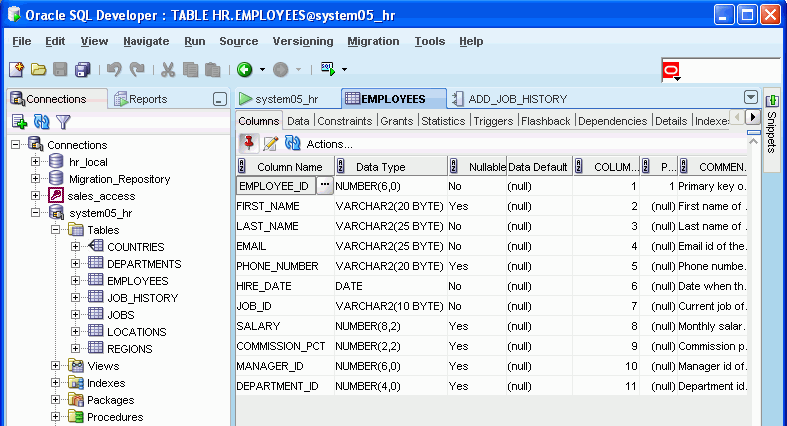 Oracle SQL Developer : TABLE HR.EMPLOYEES@system05_hr
File Edit View Navigate Run Source Versioning Migration Tools Help
Connections Reports
system05_hr EMPLOYEES ADD_JOB_HISTORY
Columns Data Constraints Grants Statistics Triggers Flashback Dependencies Details Indexes
Actions...
Snippets
Connections
hr_local
Migration_Repository
sales_access
system05_hr
Tables
COUNTRIES
DEPARTMENTS
EMPLOYEES
JOB_HISTORY
JOBS
LOCATIONS
REGIONS
Views
Indexes
Packages
Procedures
Column Name Data Type Nullable Data Default COLUM... P... COMMEN...
EMPLOYEE_ID ... NUMBER(6,0) No (null) 1 1 Primary key o...
FIRST_NAME VARCHAR2(20 BYTE) Yes (null) 2 (null) First name of ...
LAST_NAME VARCHAR2(25 BYTE) No (null) 3 (null) Last name of ...
EMAIL VARCHAR2(25 BYTE) No (null) 4 (null) Email id of the...
PHONE_NUMBER VARCHAR2(20 BYTE) Yes (null) 5 (null) Phone numbe...
HIRE_DATE DATE No (null) 6 (null) Date when th...
JOB_ID VARCHAR2(10 BYTE) No (null) 7 (null) Current job of...
SALARY NUMBER(8,2) Yes (null) 8 (null) Monthly salar...
COMMISSION_PCT NUMBER(2,2) Yes (null) 9 (null) Commission p...
MANAGER_ID NUMBER(6,0) Yes (null) 10 (null) Manager id of...
DEPARTMENT_ID NUMBER(4,0) Yes (null) 11 (null) Department id...